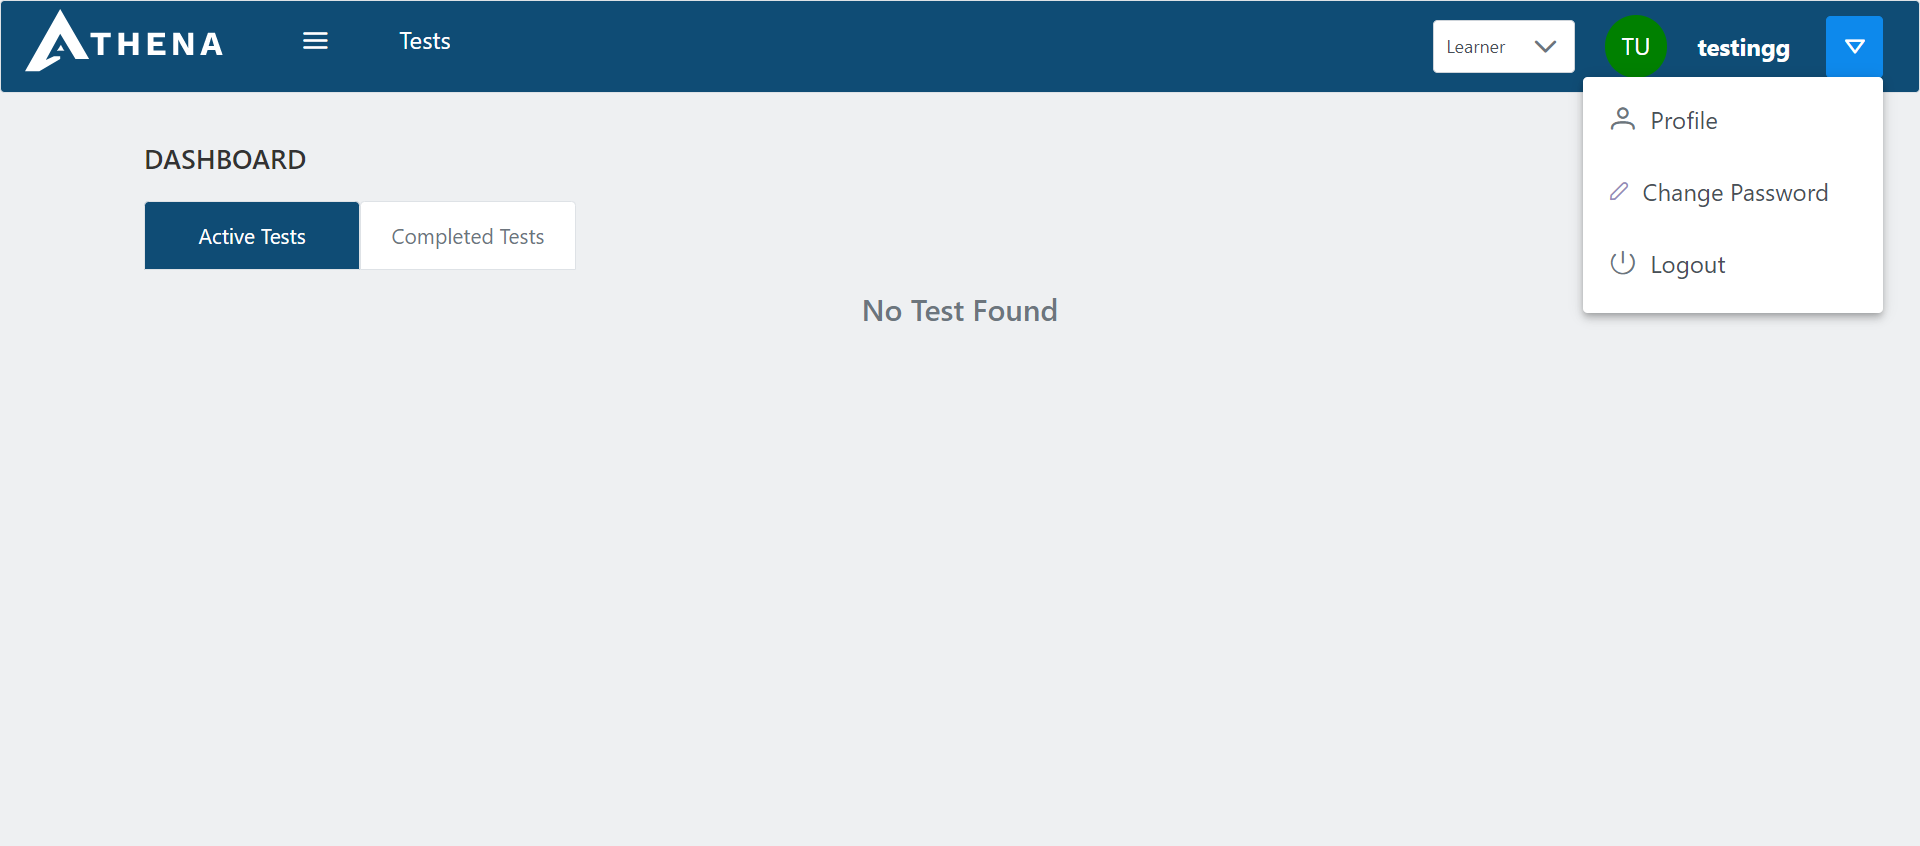 ATHENA
Tests
Learner
TU
testingg
Profile
Change Password
Logout
DASHBOARD
Active Tests
Completed Tests
No Test Found